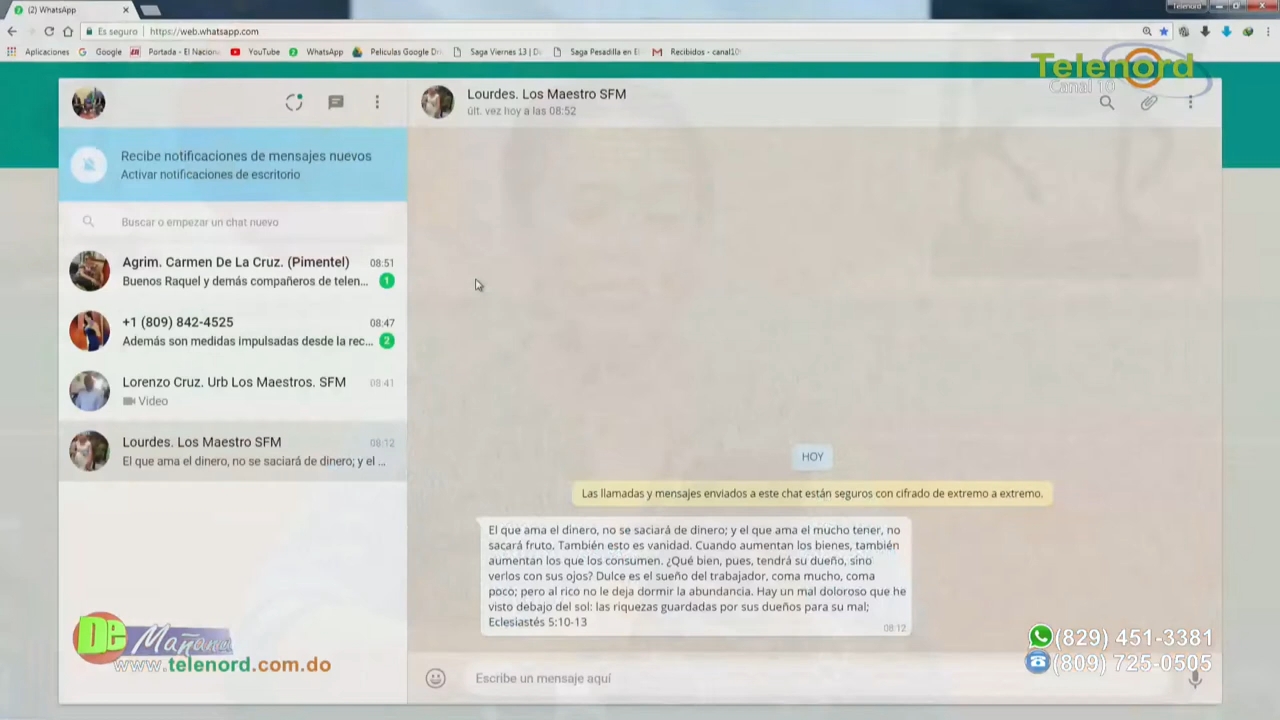 (2) WhatsApp
Telenord
Es seguro | https://web.whatsapp.com
Aplicaciones Google Portada - El Nacion YouTube WhatsApp Peliculas Google Dri Saga Viernes 13 | D Saga Pesadilla en E Recibidos - canal10
Telenord
Canal 10
Lourdes. Los Maestro SFM
últ. vez hoy a las 08:52
Recibe notificaciones de mensajes nuevos
Activar notificaciones de escritorio
Buscar o empezar un chat nuevo
Agrim. Carmen De La Cruz. (Pimentel) 08:51
Buenos Raquel y demás compañeros de telen... 1
+1 (809) 842-4525 08:47
Además son medidas impulsadas desde la rec... 2
Lorenzo Cruz. Urb Los Maestros. SFM 08:41
Video
Lourdes. Los Maestro SFM 08:12
El que ama el dinero, no se saciará de dinero; y el ...
HOY
Las llamadas y mensajes enviados a este chat están seguros con cifrado de extremo a extremo.
El que ama el dinero, no se saciará de dinero; y el que ama el mucho tener, no
sacará fruto. También esto es vanidad. Cuando aumentan los bienes, también
aumentan los que los consumen. ¿Qué bien, pues, tendrá su dueño, sino
verlos con sus ojos? Dulce es el sueño del trabajador, coma mucho, coma
poco; pero al rico no le deja dormir la abundancia. Hay un mal doloroso que he
visto debajo del sol: las riquezas guardadas por sus dueños para su mal;
Eclesiastés 5:10-13
08:12
Escribe un mensaje aquí
De Mañana
www.telenord.com.do
(829) 451-3381
(809) 725-0505